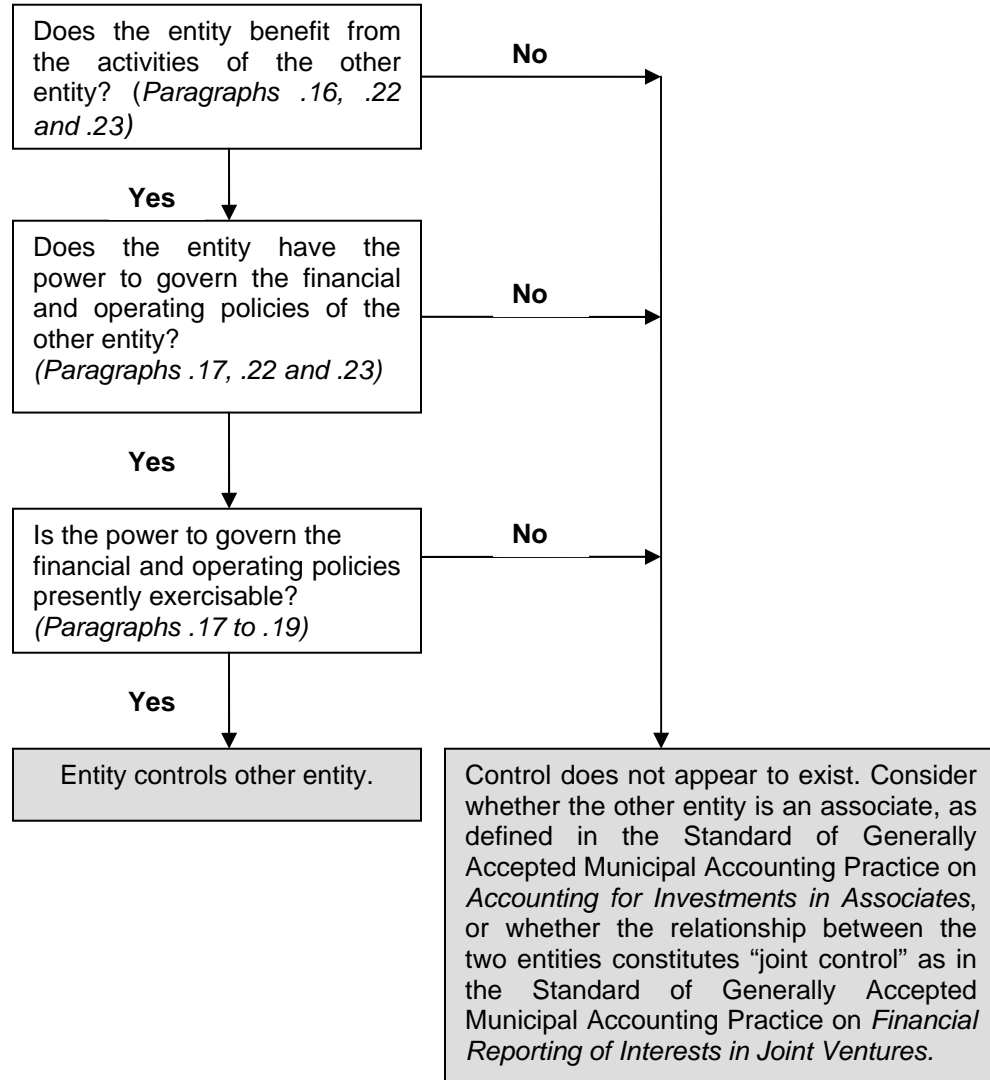 Does the entity benefit from
the activities of the other
entity? (Paragraphs .16, .22
and .23)
No
Yes
Does the entity have the
power to govern the financial
and operating policies of the
other entity?
(Paragraphs .17, .22 and .23)
No
Yes
Is the power to govern the
financial and operating policies
presently exercisable?
(Paragraphs .17 to .19)
No
Yes
Entity controls other entity.
Control does not appear to exist. Consider
whether the other entity is an associate, as
defined in the Standard of Generally
Accepted Municipal Accounting Practice on
Accounting for Investments in Associates,
or whether the relationship between the
two entities constitutes “joint control” as in
the Standard of Generally Accepted
Municipal Accounting Practice on Financial
Reporting of Interests in Joint Ventures.